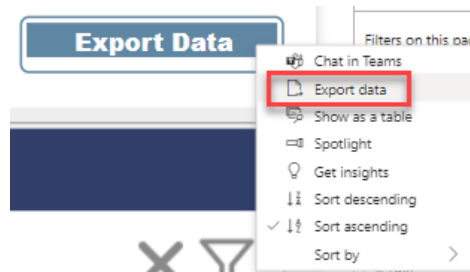 Export Data
Filters on this pa
Chat in Teams
Export data
Show as a table
Spotlight
Get insights
Sort descending
Sort ascending
Sort by